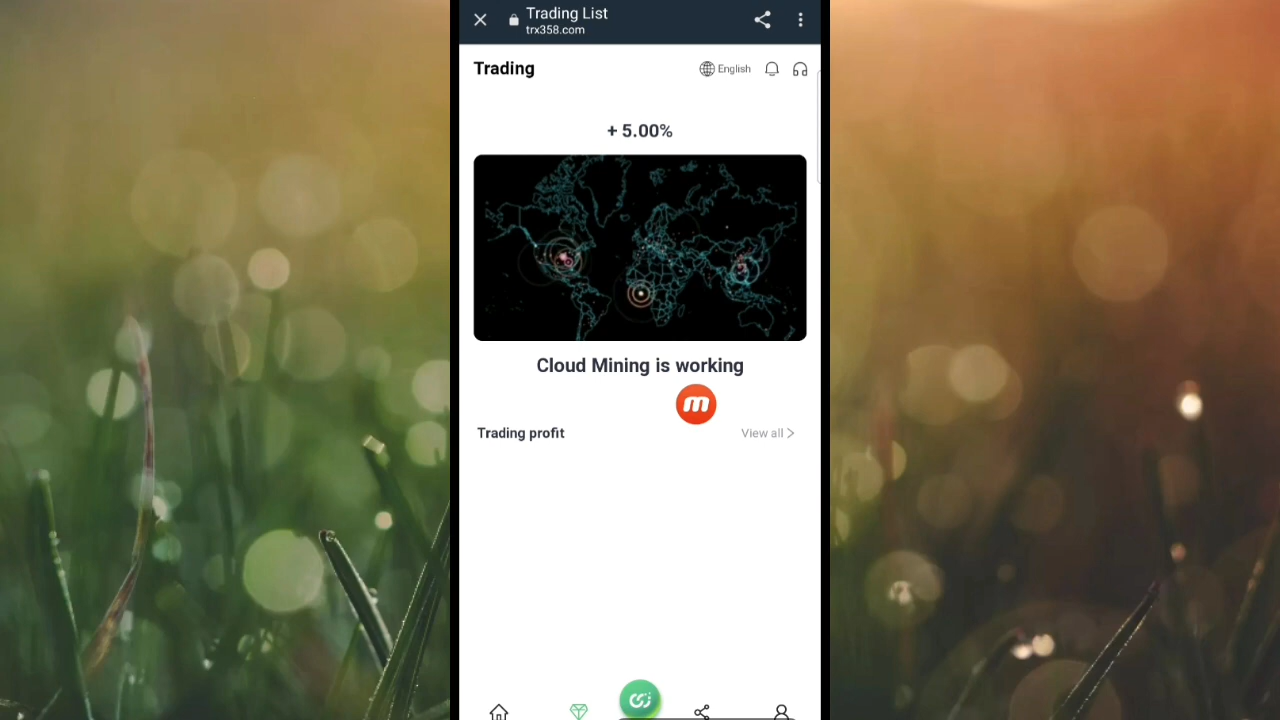 Trading List
trx358.com
Trading
English
+ 5.00%
Cloud Mining is working
m
Trading profit
View all >